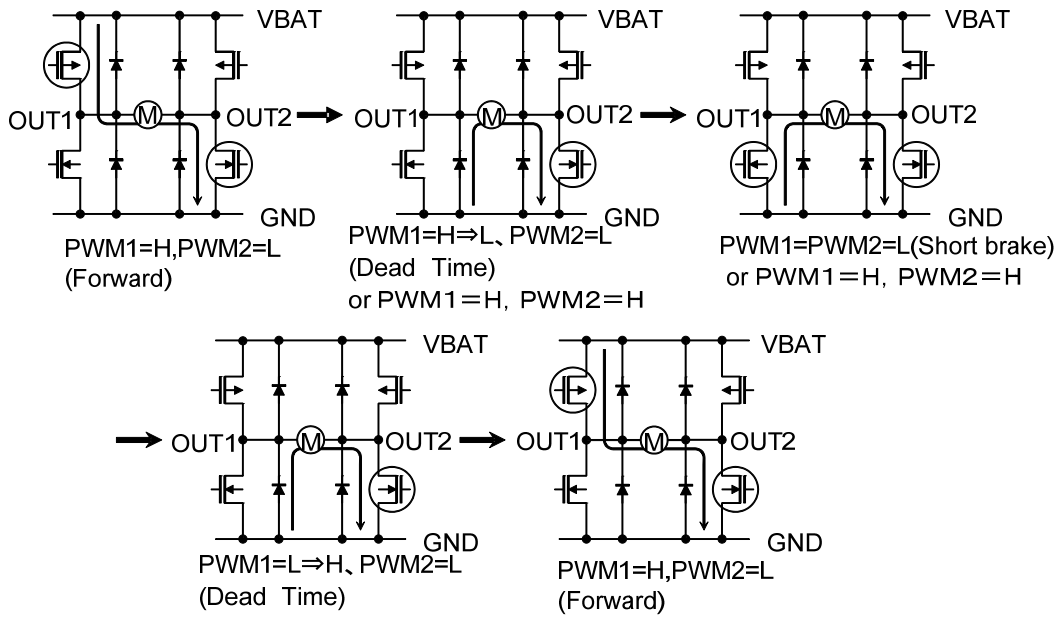 VBAT
OUT1
M
OUT2
GND
PWM1=H,PWM2=L
(Forward)
VBAT
OUT1
M
OUT2
GND
PWM1=H⇒L、PWM2=L
(Dead Time)
or PWM1＝H, PWM2＝H
VBAT
OUT1
M
OUT2
GND
PWM1=PWM2=L(Short brake)
or PWM1＝H, PWM2＝H
VBAT
OUT1
M
OUT2
GND
PWM1=L⇒H、PWM2=L
(Dead Time)
VBAT
OUT1
M
OUT2
GND
PWM1=H,PWM2=L
(Forward)